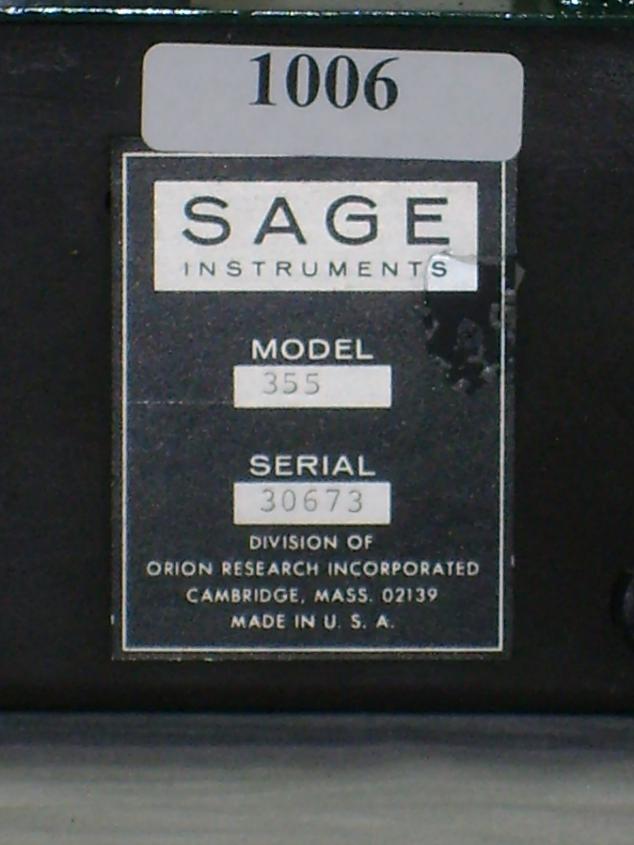 1006
SAGE
INSTRUMENTS
MODEL
355
SERIAL
30673
DIVISION OF
ORION RESEARCH INCORPORATED
CAMBRIDGE, MASS. 02139
MADE IN U. S. A.